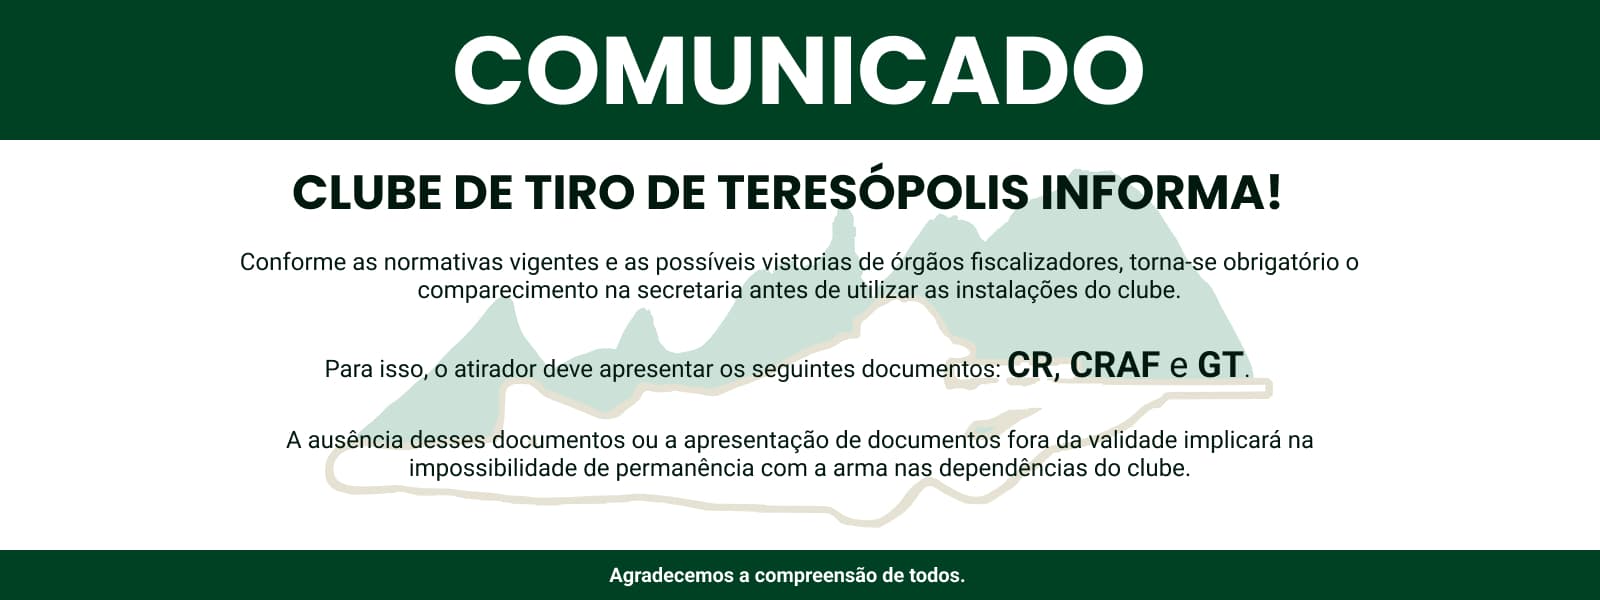 COMUNICADO
CLUBE DE TIRO DE TERESÓPOLIS INFORMA!
Conforme as normativas vigentes e as possíveis vistorias de órgãos fiscalizadores, torna-se obrigatório o
comparecimento na secretaria antes de utilizar as instalações do clube.
Para isso, o atirador deve apresentar os seguintes documentos: CR, CRAF e GT.
A ausência desses documentos ou a apresentação de documentos fora da validade implicará na
impossibilidade de permanência com a arma nas dependências do clube.
Agradecemos a compreensão de todos.